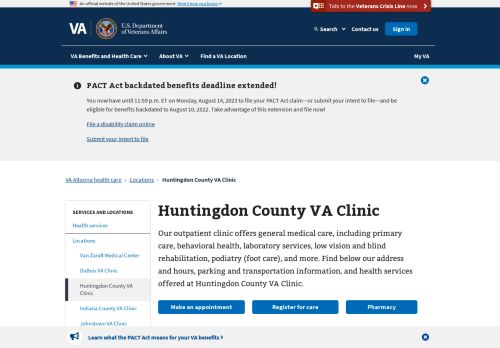 An official website of the United States government Here's how you know
Talk to the Veterans Crisis Line now
VA
U.S. Department
of Veterans Affairs
Search
Contact us
Sign in
VA Benefits and Health Care
About VA
Find a VA Location
My VA
PACT Act backdated benefits deadline extended!
You now have until 11:59 p.m. ET on Monday, August 14, 2023 to file your PACT Act claim—or submit your intent to file—and be
eligible for benefits backdated to August 10, 2022. Take advantage of this extension and file now!
File a disability claim online
Submit your intent to file
VA Altoona health care › Locations › Huntingdon County VA Clinic
SERVICES AND LOCATIONS
Health services
Locations
Van Zandt Medical Center
DuBois VA Clinic
Huntingdon County VA
Clinic
Indiana County VA Clinic
Johnstown VA Clinic
Huntingdon County VA Clinic
Our outpatient clinic offers general medical care, including primary
care, behavioral health, laboratory services, low vision and blind
rehabilitation, podiatry (foot care), and more. Find below our address
and hours, parking and transportation information, and health services
offered at Huntingdon County VA Clinic.
Make an appointment
Register for care
Pharmacy
Learn what the PACT Act means for your VA benefits